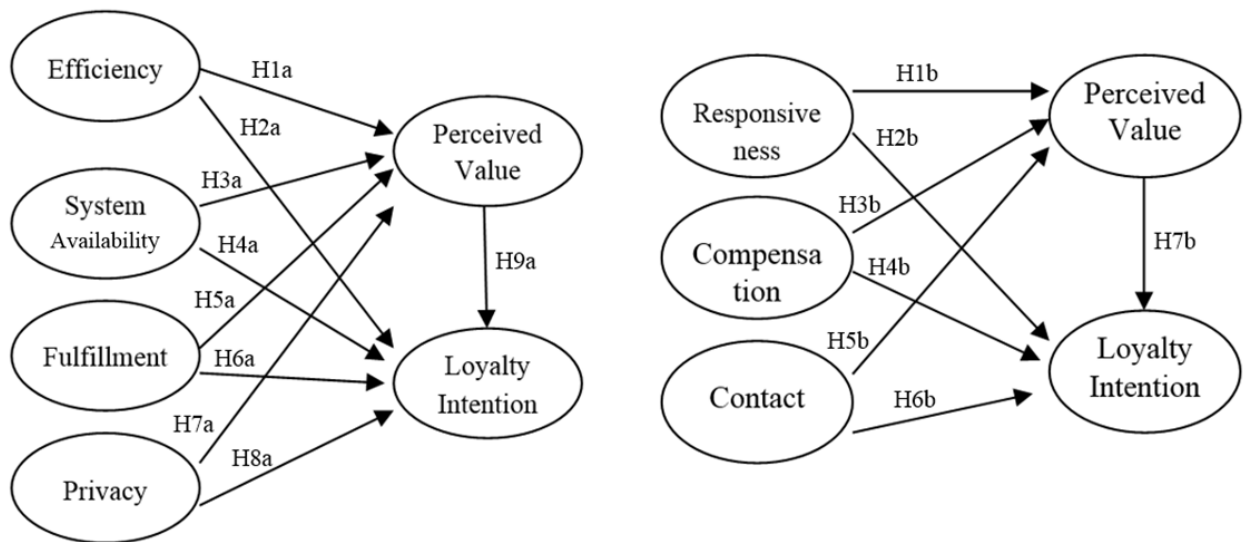 Efficiency
H1a
H2a
Perceived
Value
System
Availability
H3a
H4a
H9a
Fulfillment
H5a
H6a
Loyalty
Intention
Privacy
H7a
H8a
Responsive
ness
H1b
H2b
Perceived
Value
Compensa
tion
H3b
H4b
H7b
Contact
H5b
H6b
Loyalty
Intention